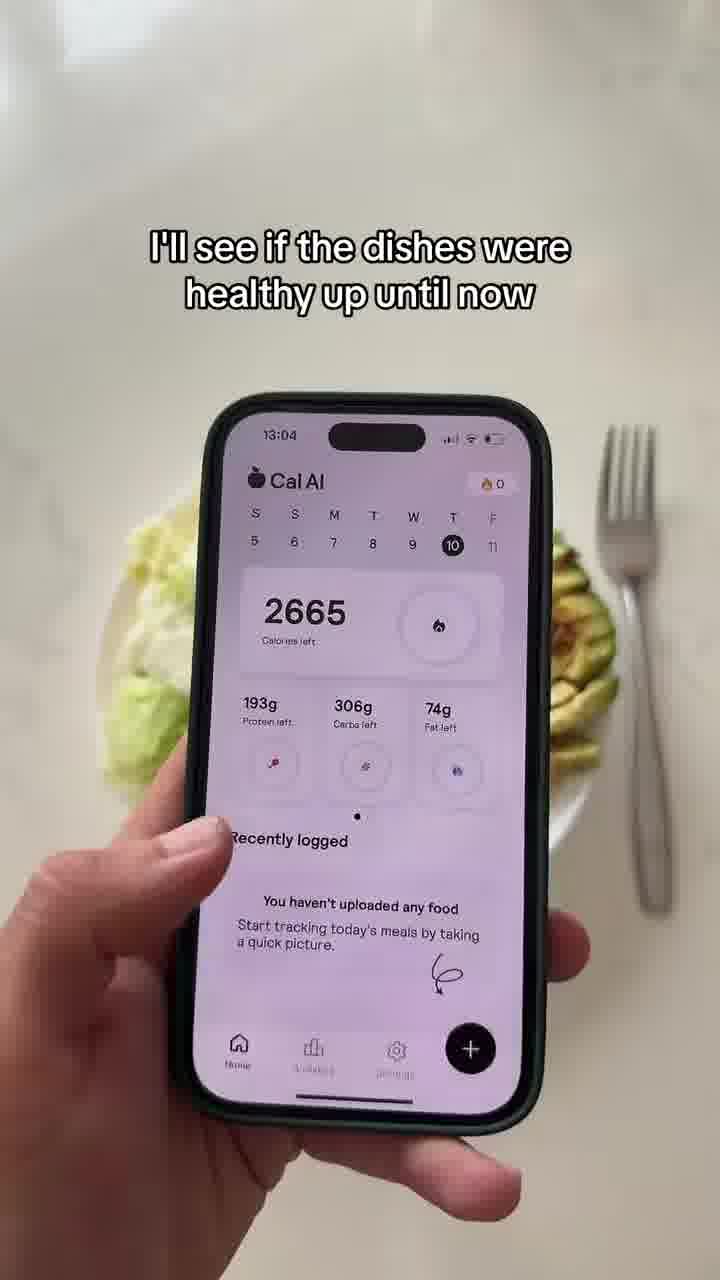 I'll see if the dishes were
healthy up until now
13:04
Cal AI
0
S S M T W T F
5 6 7 8 9 10 11
2665
Calories left
193g 306g 74g
Protein left Carbs left Fat left
Recently logged
You haven't uploaded any food
Start tracking today's meals by taking
a quick picture.
Home Settings